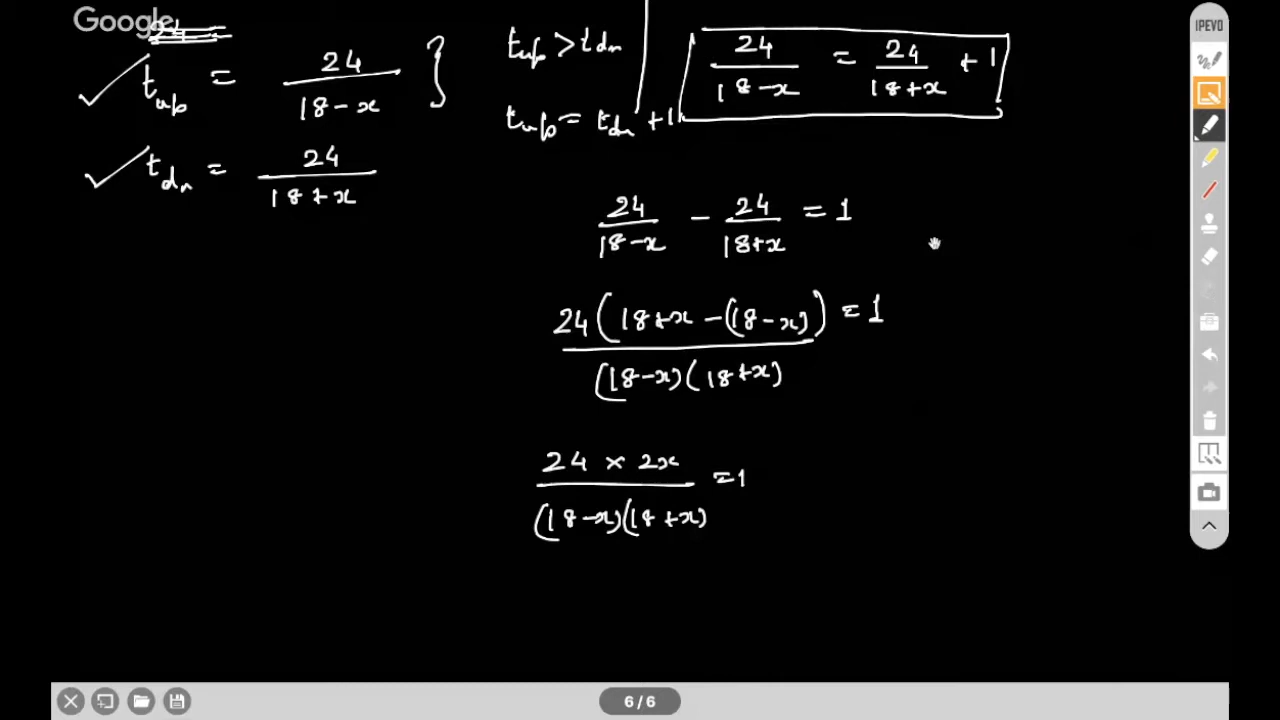 Google
24
t_up = 24/(18-x) }
t_dn = 24/(18+x)
t_up > t_dn
t_up = t_dn +1
24/(18-x) = 24/(18+x) + 1
24/(18-x) - 24/(18+x) = 1
24(18+x-(18-x))/((18-x)(18+x)) = 1
24 × 2x/((18-x)(18+x)) = 1
IPEVO
6 / 6